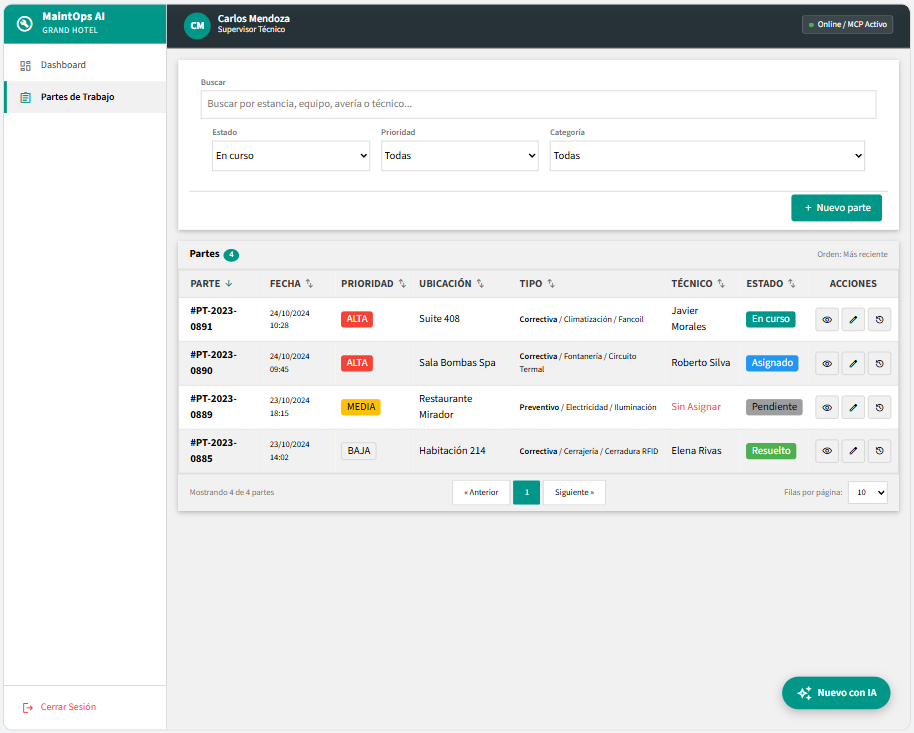 MaintOps AI
GRAND HOTEL
Dashboard
Partes de Trabajo
Cerrar Sesión
CM
Carlos Mendoza
Supervisor Técnico
Online / MCP Activo
Buscar
Buscar por estancia, equipo, avería o técnico...
Estado Prioridad Categoría
En curso Todas Todas
+ Nuevo parte
Partes 4 Orden: Más reciente
PARTE ↓ FECHA PRIORIDAD UBICACIÓN TIPO TÉCNICO ESTADO ACCIONES
#PT-2023-0891 24/10/2024 10:28 ALTA Suite 408 Correctiva / Climatización / Fancoil Javier Morales En curso
#PT-2023-0890 24/10/2024 09:45 ALTA Sala Bombas Spa Correctiva / Fontanería / Circuito Termal Roberto Silva Asignado
#PT-2023-0889 23/10/2024 18:15 MEDIA Restaurante Mirador Preventivo / Electricidad / Iluminación Sin Asignar Pendiente
#PT-2023-0885 23/10/2024 14:02 BAJA Habitación 214 Correctiva / Cerrajería / Cerradura RFID Elena Rivas Resuelto
Mostrando 4 de 4 partes « Anterior 1 Siguiente » Filas por página: 10
Nuevo con IA